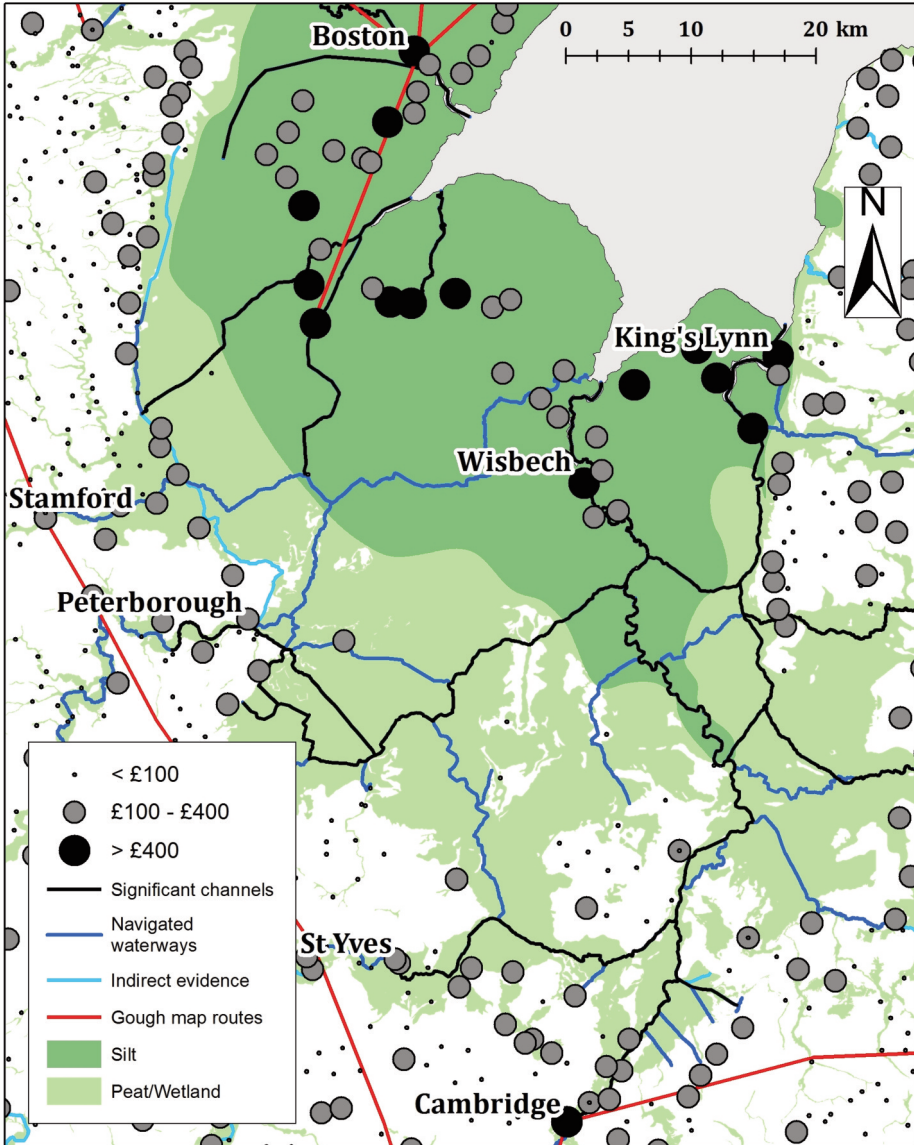 Boston
0 5 10 20 km
N
King's Lynn
Wisbech
Stamford
Peterborough
< £100
£100 - £400
> £400
Significant channels
Navigated
waterways
Indirect evidence
Gough map routes
Silt
Peat/Wetland
St Yves
Cambridge